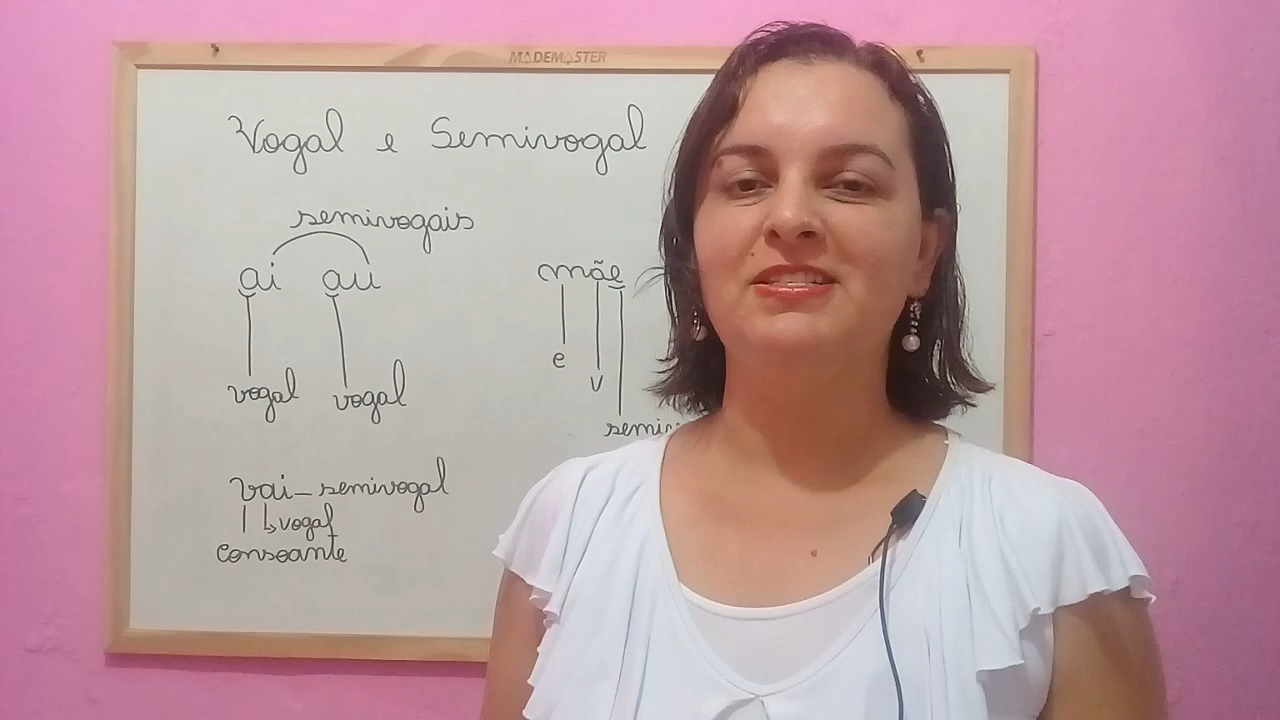 MADEMASTER
Vogal e Semivogal
semivogais
ai au
vogal vogal
mãe
e
v
vai - semivogal
vogal
consoante